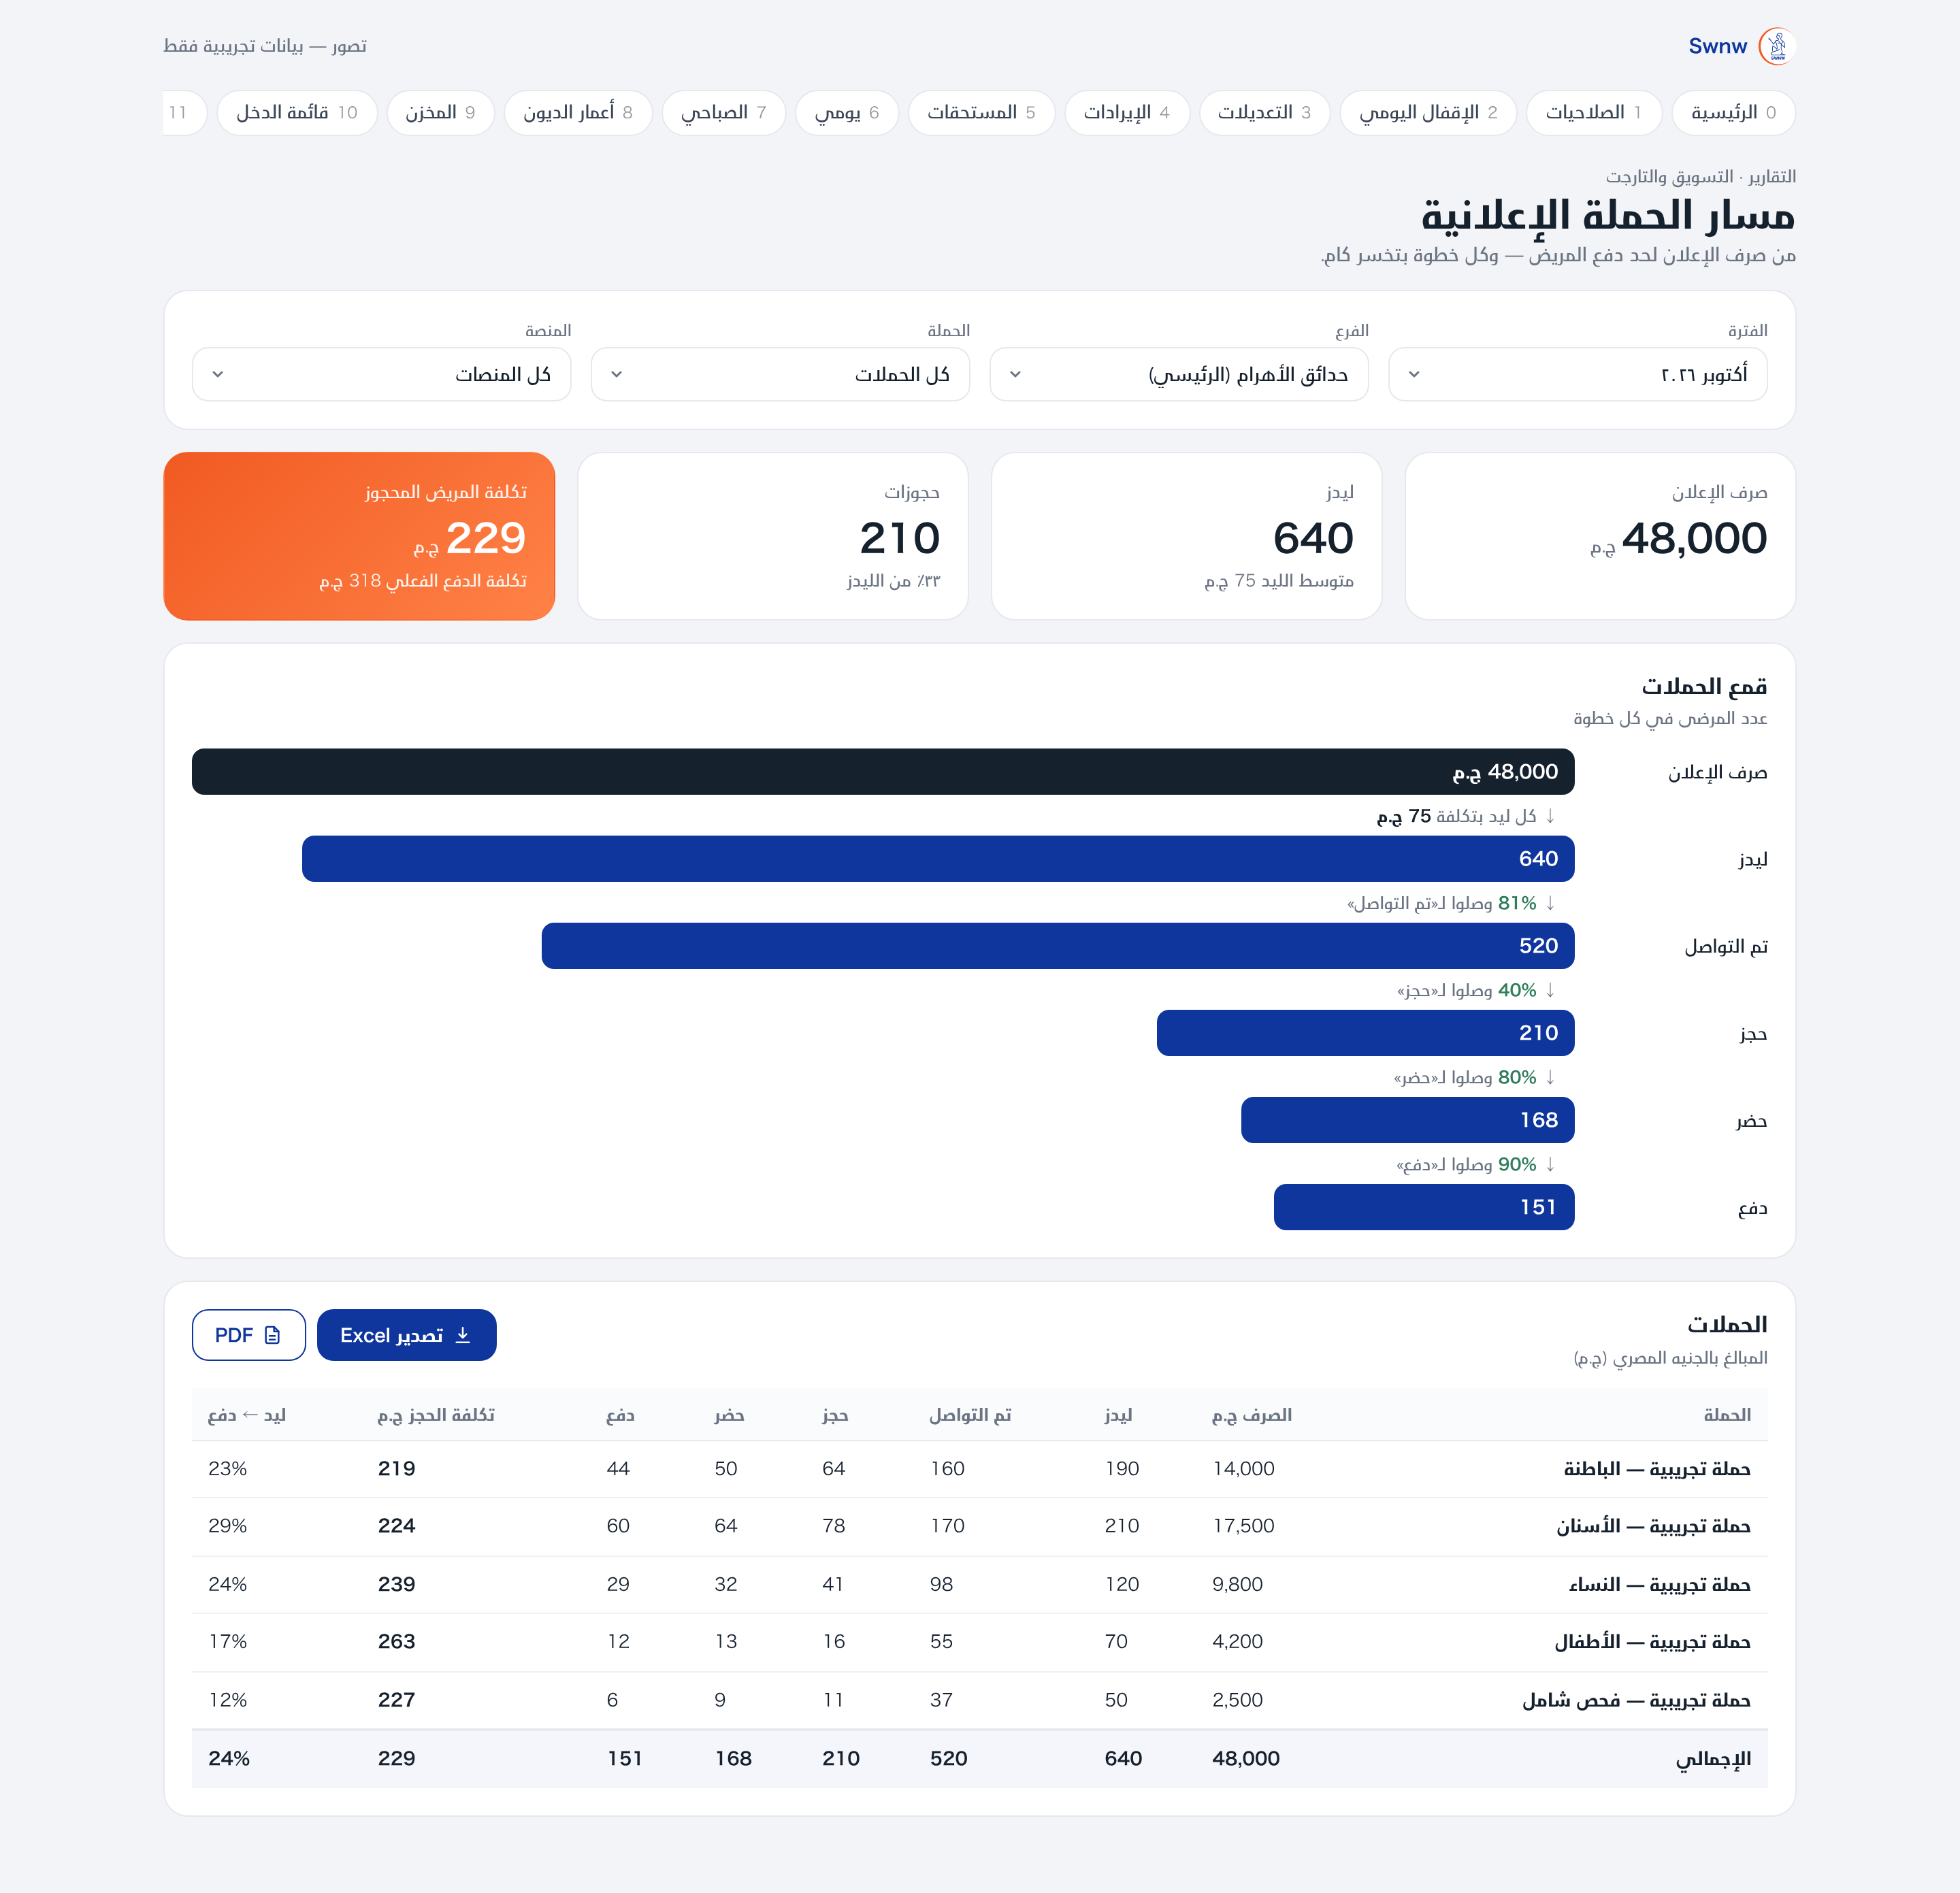 Swnw
تصور — بيانات تجريبية فقط
0 الرئيسية 1 الصلاحيات 2 الإقفال اليومي 3 التعديلات 4 الإيرادات 5 المستحقات 6 يومي 7 الصباحي 8 أعمار الديون 9 المخزن 10 قائمة الدخل 11
التقارير · التسويق والتارجت
مسار الحملة الإعلانية
من صرف الإعلان لحد دفع المريض — وكل خطوة بتخسر كام.
الفترة الفرع الحملة المنصة
أكتوبر ٢٠٢٦ حدائق الأهرام (الرئيسي) كل الحملات كل المنصات
صرف الإعلان ليدز حجوزات تكلفة المريض المحجوز
48,000 ج.م 640 210 229 ج.م
متوسط الليد 75 ج.م ٣٣٪ من الليدز تكلفة الدفع الفعلي 318 ج.م
قمع الحملات
عدد المرضى في كل خطوة
صرف الإعلان 48,000 ج.م
↓ كل ليد بتكلفة 75 ج.م
ليدز 640
↓ 81% وصلوا لـ«تم التواصل»
تم التواصل 520
↓ 40% وصلوا لـ«حجز»
حجز 210
↓ 80% وصلوا لـ«حضر»
حضر 168
↓ 90% وصلوا لـ«دفع»
دفع 151
الحملات
تصدير Excel PDF
المبالغ بالجنيه المصري (ج.م)
الحملة الصرف ج.م ليدز تم التواصل حجز حضر دفع تكلفة الحجز ج.م ليد ← دفع
حملة تجريبية — الباطنة 14,000 190 160 64 50 44 219 23%
حملة تجريبية — الأسنان 17,500 210 170 78 64 60 224 29%
حملة تجريبية — النساء 9,800 120 98 41 32 29 239 24%
حملة تجريبية — الأطفال 4,200 70 55 16 13 12 263 17%
حملة تجريبية — فحص شامل 2,500 50 37 11 9 6 227 12%
الإجمالي 48,000 640 520 210 168 151 229 24%